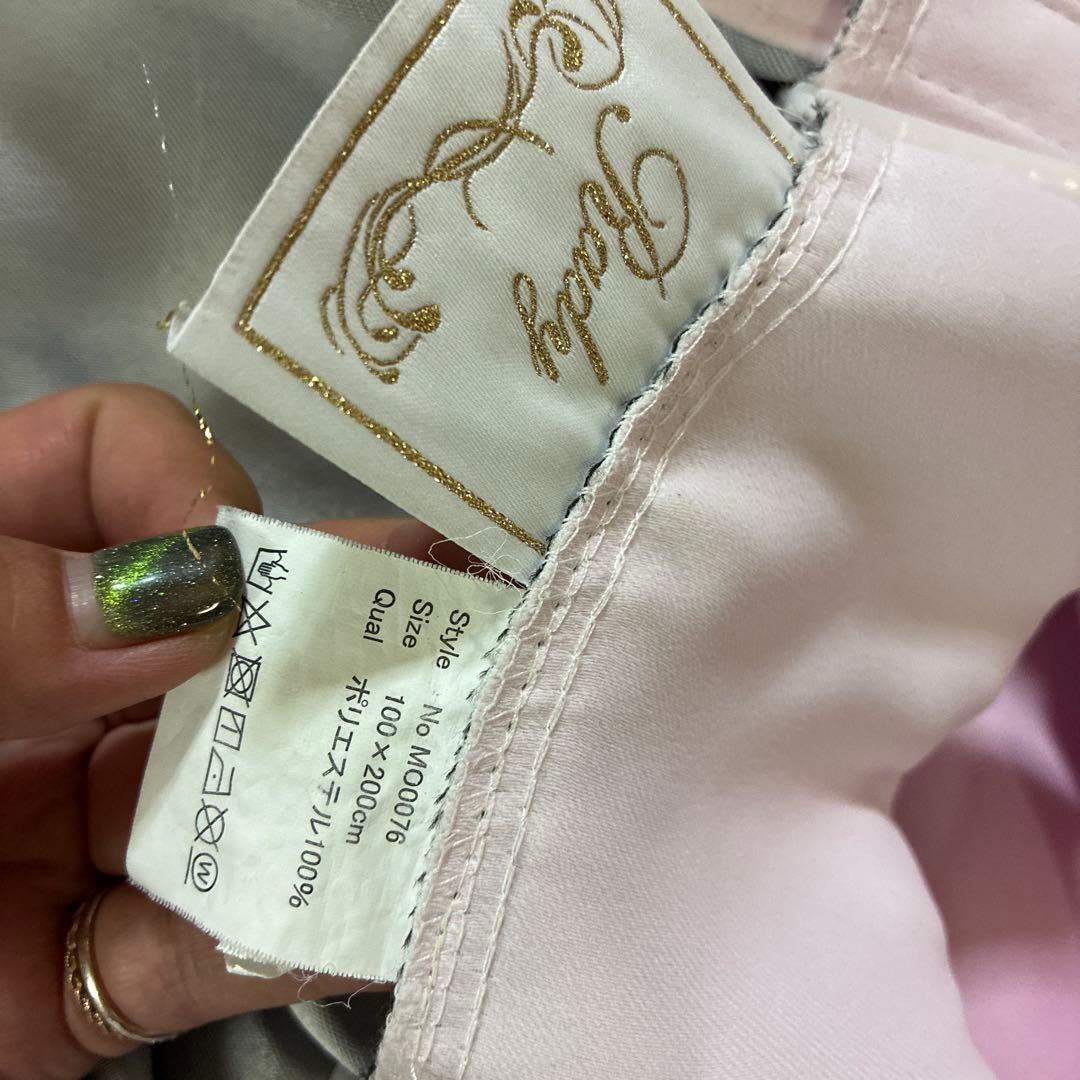 Rady
Style No MO0076
Size 100×200cm
Qual ポリエステル100%
W